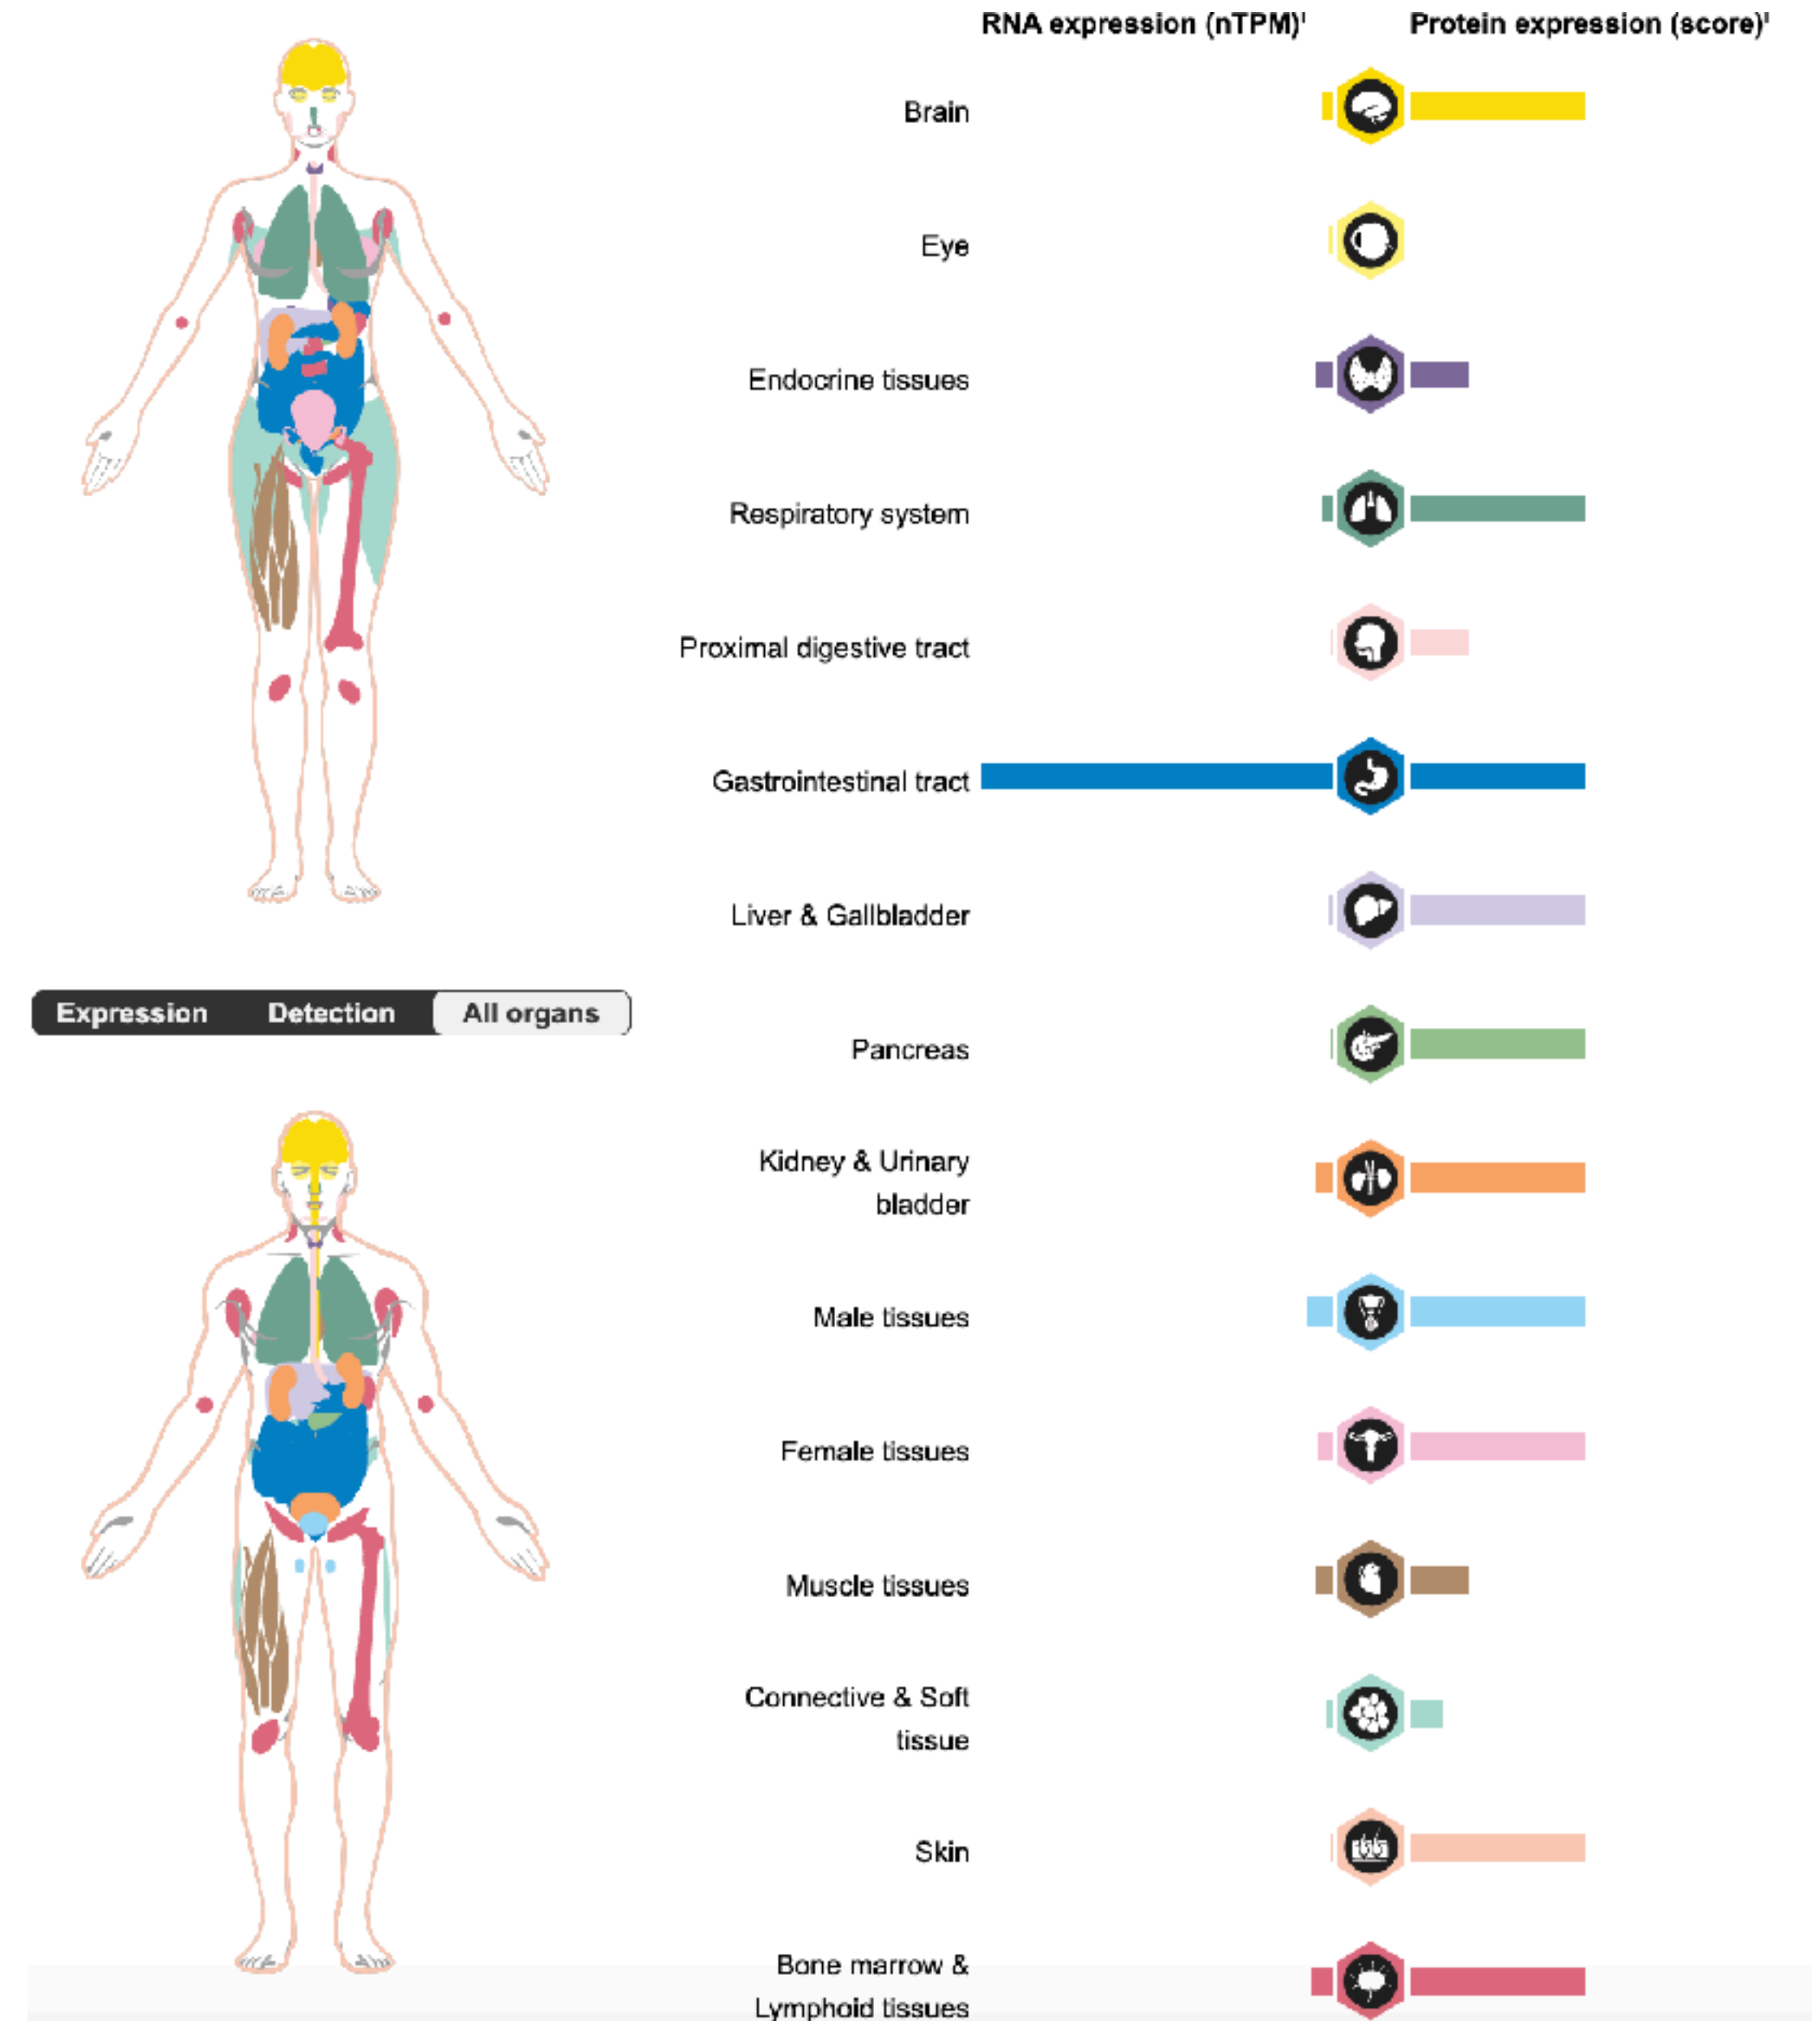 RNA expression (nTPM)ⁱ
Protein expression (score)ⁱ
Brain
Eye
Endocrine tissues
Respiratory system
Proximal digestive tract
Gastrointestinal tract
Liver & Gallbladder
Expression
Detection
All organs
Pancreas
Kidney & Urinary
bladder
Male tissues
Female tissues
Muscle tissues
Connective & Soft
tissue
Skin
Bone marrow &
Lymphoid tissues